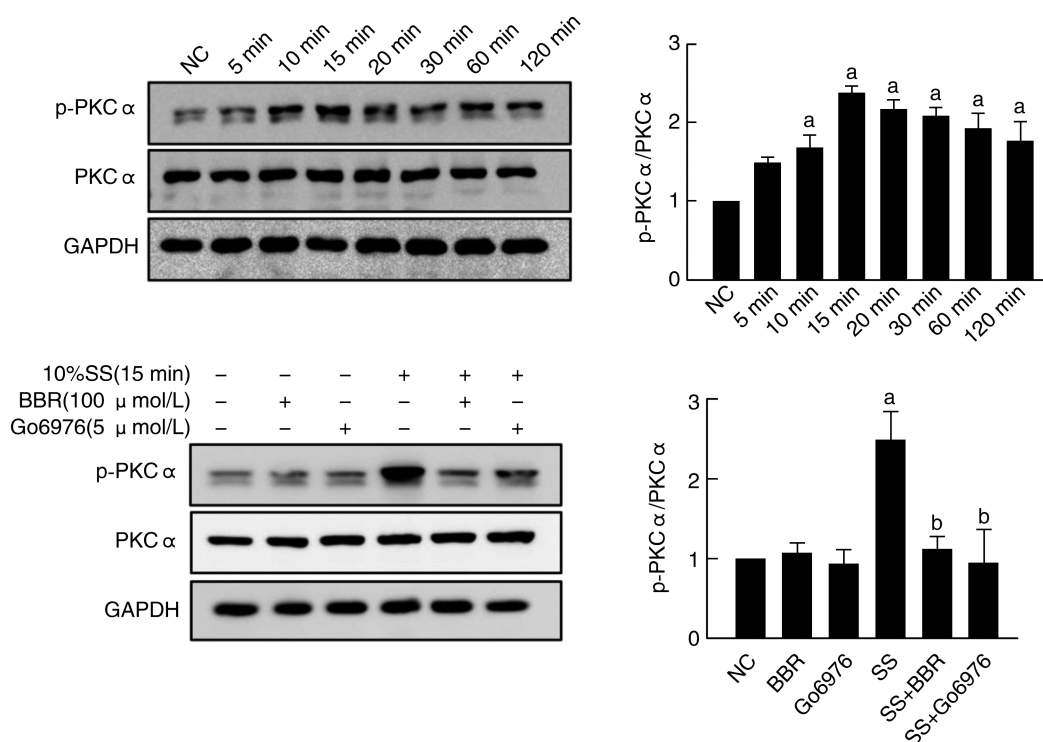 NC 5 min 10 min 15 min 20 min 30 min 60 min 120 min
p-PKC α
PKC α
GAPDH
p-PKC α/PKC α
3
2
1
0
a a a a a a
NC 5 min 10 min 15 min 20 min 30 min 60 min 120 min
10%SS(15 min) – – – + + +
BBR(100 μ mol/L) – + – – + –
Go6976(5 μ mol/L) – – + – – +
p-PKC α
PKC α
GAPDH
p-PKC α/PKC α
3
2
1
0
a b b
NC BBR Go6976 SS SS+BBR SS+Go6976